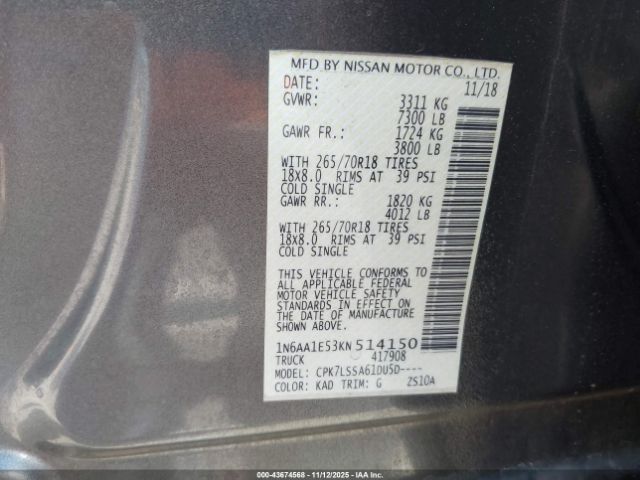 MFD BY NISSAN MOTOR CO., LTD.
DATE: 11/18
GVWR: 3311 KG
7300 LB
GAWR FR.: 1724 KG
3800 LB
WITH 265/70R18 TIRES
18x8.0 RIMS AT 39 PSI
COLD SINGLE
GAWR RR.: 1820 KG
4012 LB
WITH 265/70R18 TIRES
18x8.0 RIMS AT 39 PSI
COLD SINGLE
THIS VEHICLE CONFORMS TO
ALL APPLICABLE FEDERAL
MOTOR VEHICLE SAFETY
STANDARDS IN EFFECT ON
THE DATE OF MANUFACTURE
SHOWN ABOVE.
1N6AA1E53KN514150
TRUCK 417908
MODEL: CPK7LSSA61DU5D----
COLOR: KAD TRIM: G ZS10A
000-43674568 - 11/12/2025 - IAAI Inc.